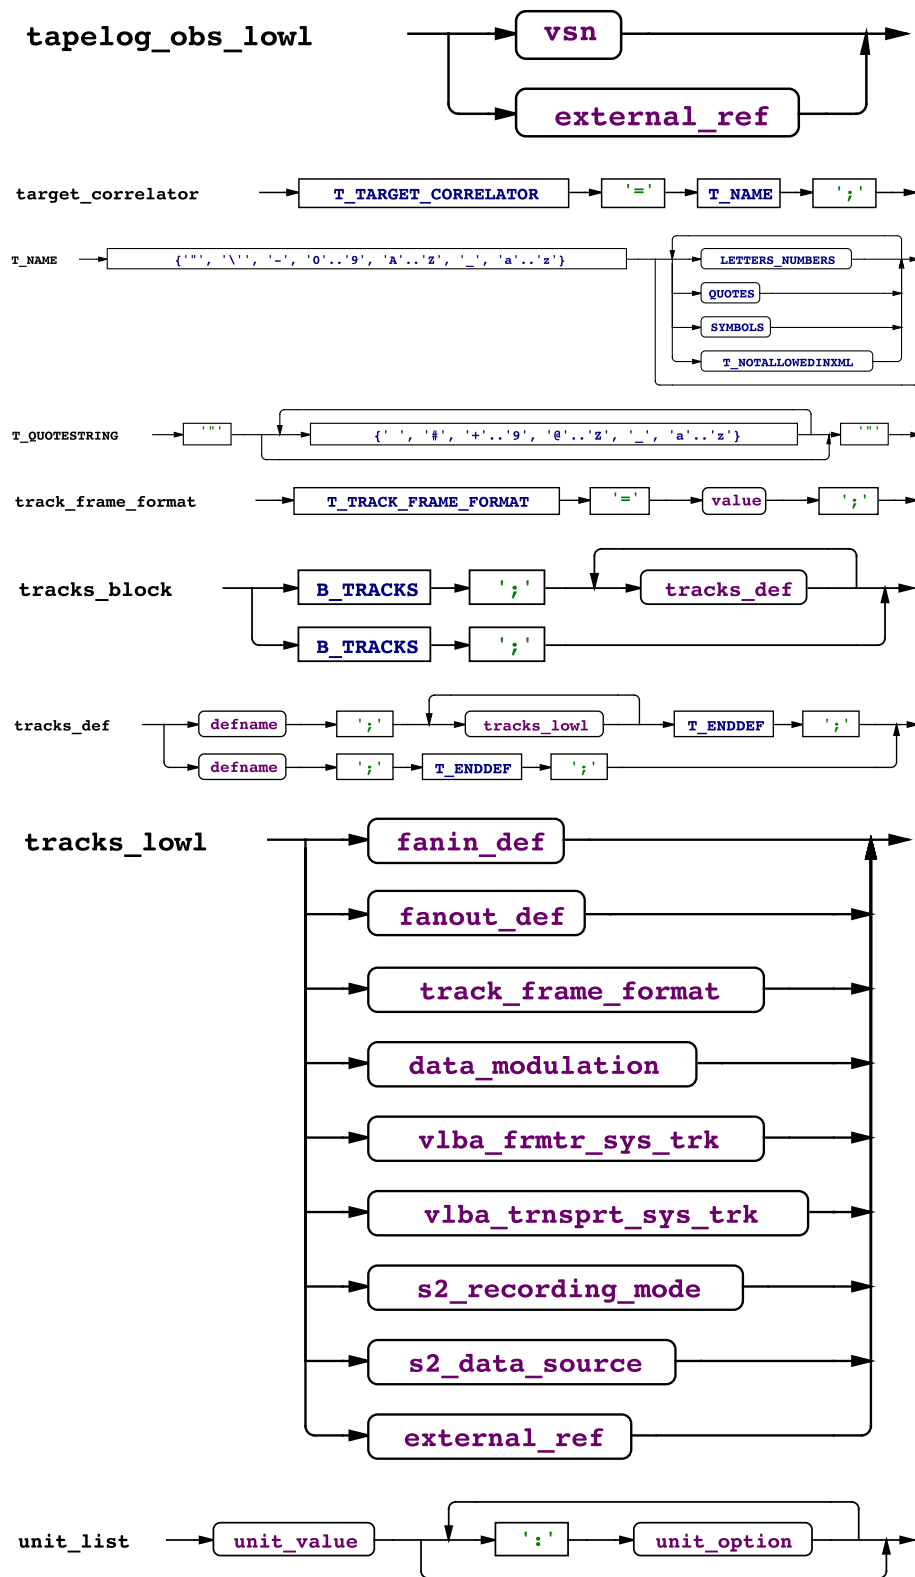 tapelog_obs_lowl vsn
external_ref
target_correlator T_TARGET_CORRELATOR '=' T_NAME ';'
T_NAME {'"', '\'', '-', '0'..'9', 'A'..'Z', '_', 'a'..'z'} LETTERS_NUMBERS
QUOTES
SYMBOLS
T_NOTALLOWEDINXML
T_QUOTESTRING '"' {' ', '#', '+'..'9', '@'..'Z', '_', 'a'..'z'} '"'
track_frame_format T_TRACK_FRAME_FORMAT '=' value ';'
tracks_block B_TRACKS ';' tracks_def
B_TRACKS ';'
tracks_def defname ';' tracks_lowl T_ENDDEF ';'
defname ';' T_ENDDEF ';'
tracks_lowl fanin_def
fanout_def
track_frame_format
data_modulation
vlba_frmtr_sys_trk
vlba_trnsprt_sys_trk
s2_recording_mode
s2_data_source
external_ref
unit_list unit_value ':' unit_option